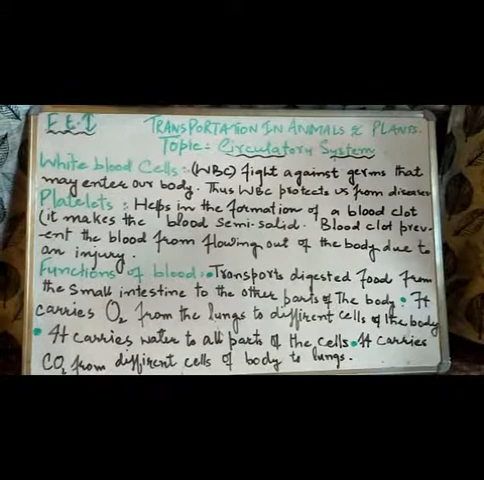 F.E.1
TRANSPORTATION IN ANIMALS & PLANTS.
Topic: Circulatory System
White blood Cells:- (WBC) fight against germs that
may enter our body. Thus WBC protects us from diseases
Platelets : Helps in the formation of a blood clot
(it makes the blood semi-solid. Blood clot prev-
ent the blood from flowing out of the body due to
an injury.
Functions of blood:- •Transports digested food from
the small intestine to the other parts of the body • It
carries O2 from the lungs to diffirent cells of the body
• It carries water to all parts of the cells • It carries
CO2 from diffirent cells of body to lungs.